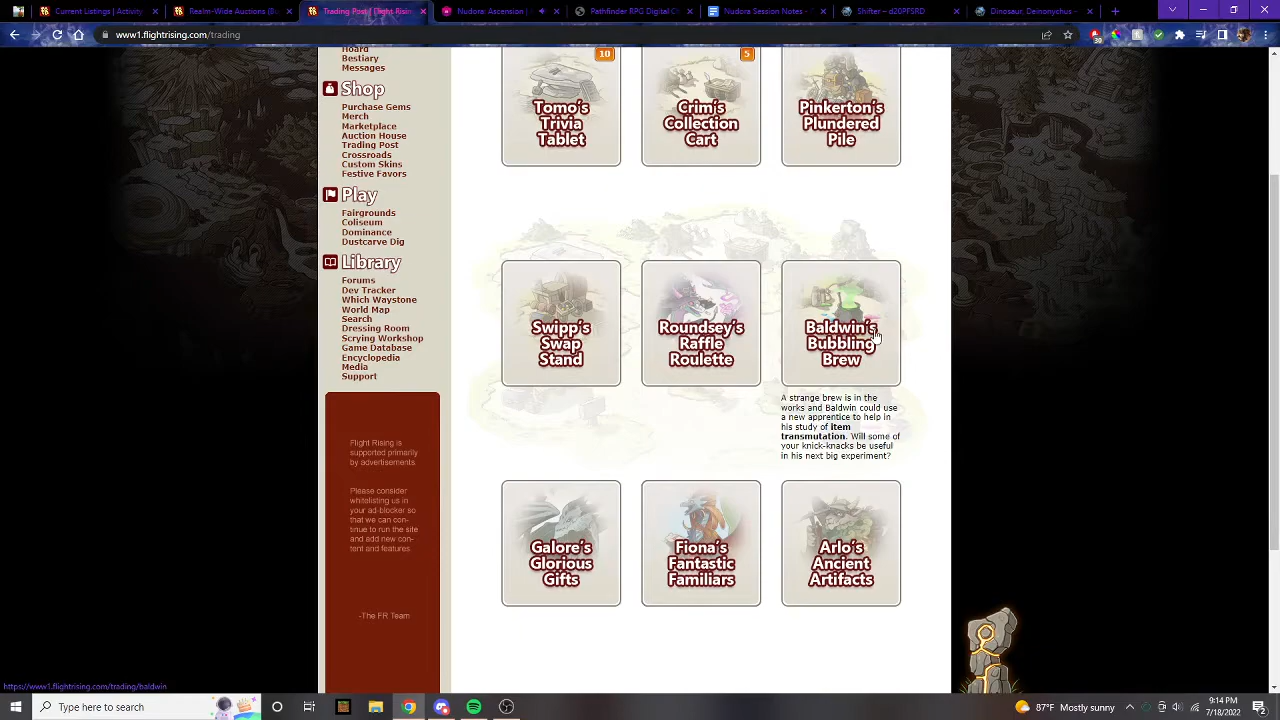 Current Listings | Activity
Realm-Wide Auctions (Bu
Trading Post | Flight Risin
Nudora: Ascension |
Pathfinder RPG Digital C
Nudora Session Notes -
Shifter – d20PFSRD
Dinosaur: Deinonychus -
www1.flightrising.com/trading
Hoard
Bestiary
Messages
Shop
Purchase Gems
Merch
Marketplace
Auction House
Trading Post
Crossroads
Custom Skins
Festive Favors
Play
Fairgrounds
Coliseum
Dominance
Dustcarve Dig
Library
Forums
Dev Tracker
Which Waystone
World Map
Search
Dressing Room
Scrying Workshop
Game Database
Encyclopedia
Media
Support
Flight Rising is
supported primarily
by advertisements.
Please consider
whitelisting us in
your ad-blocker so
that we can con-
tinue to run the site
and add new con-
tent and features.
-The FR Team
10
Tomo's
Trivia
Tablet
5
Crim's
Collection
Cart
Pinkerton's
Plundered
Pile
Swipp's
Swap
Stand
Roundsey's
Raffle
Roulette
Baldwin's
Bubbling
Brew
A strange brew is in the
works and Baldwin could use
a new apprentice to help in
his study of item
transmutation. Will some of
your knick-knacks be useful
in his next big experiment?
Galore's
Glorious
Gifts
Fiona's
Fantastic
Familiars
Arlo's
Ancient
Artifacts
https://www1.flightrising.com/trading/baldwin
Type here to search
87°F Mostly sunny
9:14 PM
7/18/2022